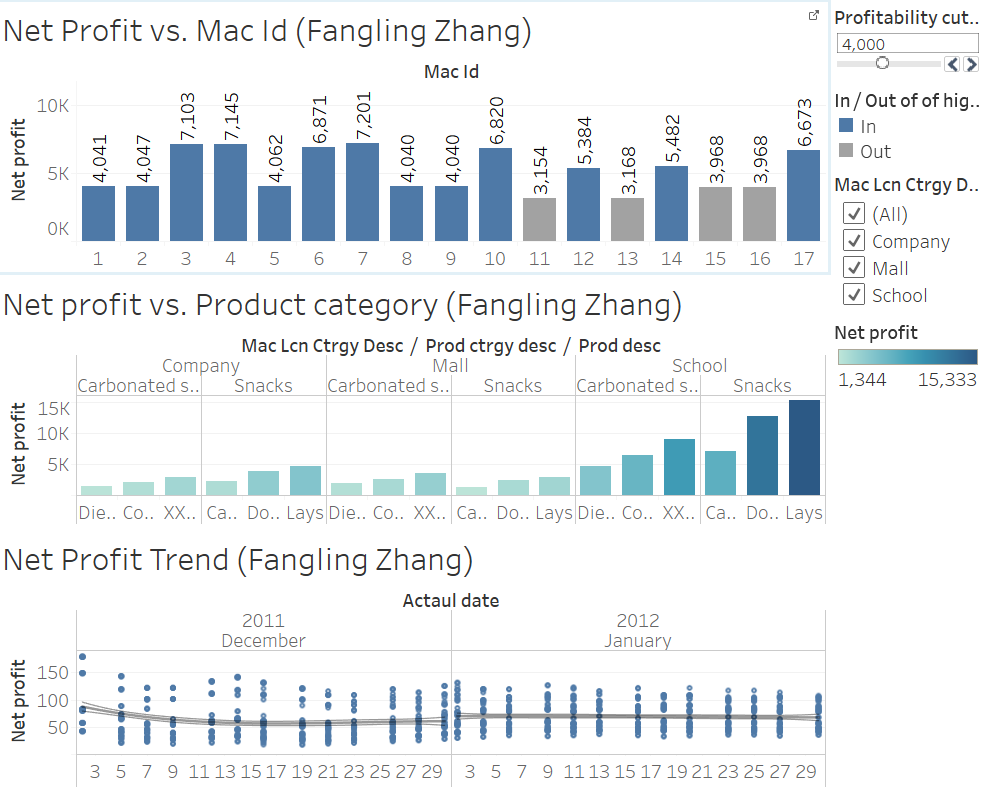 Net Profit vs. Mac Id (Fangling Zhang)
Mac Id
Net profit
10K
5K
0K
4,041 4,047 7,103 7,145 4,062 6,871 7,201 4,040 4,040 6,820 3,154 5,384 3,168 5,482 3,968 3,968 6,673
1 2 3 4 5 6 7 8 9 10 11 12 13 14 15 16 17
Profitability cut..
4,000
In / Out of of hig..
In
Out
Mac Lcn Ctrgy D..
(All)
Company
Mall
School
Net profit
1,344 15,333
Net profit vs. Product category (Fangling Zhang)
Mac Lcn Ctrgy Desc / Prod ctrgy desc / Prod desc
Company Mall School
Carbonated s.. Snacks Carbonated s.. Snacks Carbonated s.. Snacks
Net profit
15K
10K
5K
Die.. Co.. XX.. Ca.. Do.. Lays Die.. Co.. XX.. Ca.. Do.. Lays Die.. Co.. XX.. Ca.. Do.. Lays
Net Profit Trend (Fangling Zhang)
Actaul date
2011 2012
December January
Net profit
150
100
50
3 5 7 9 11 13 15 17 19 21 23 25 27 29 3 5 7 9 11 13 15 17 19 21 23 25 27 29